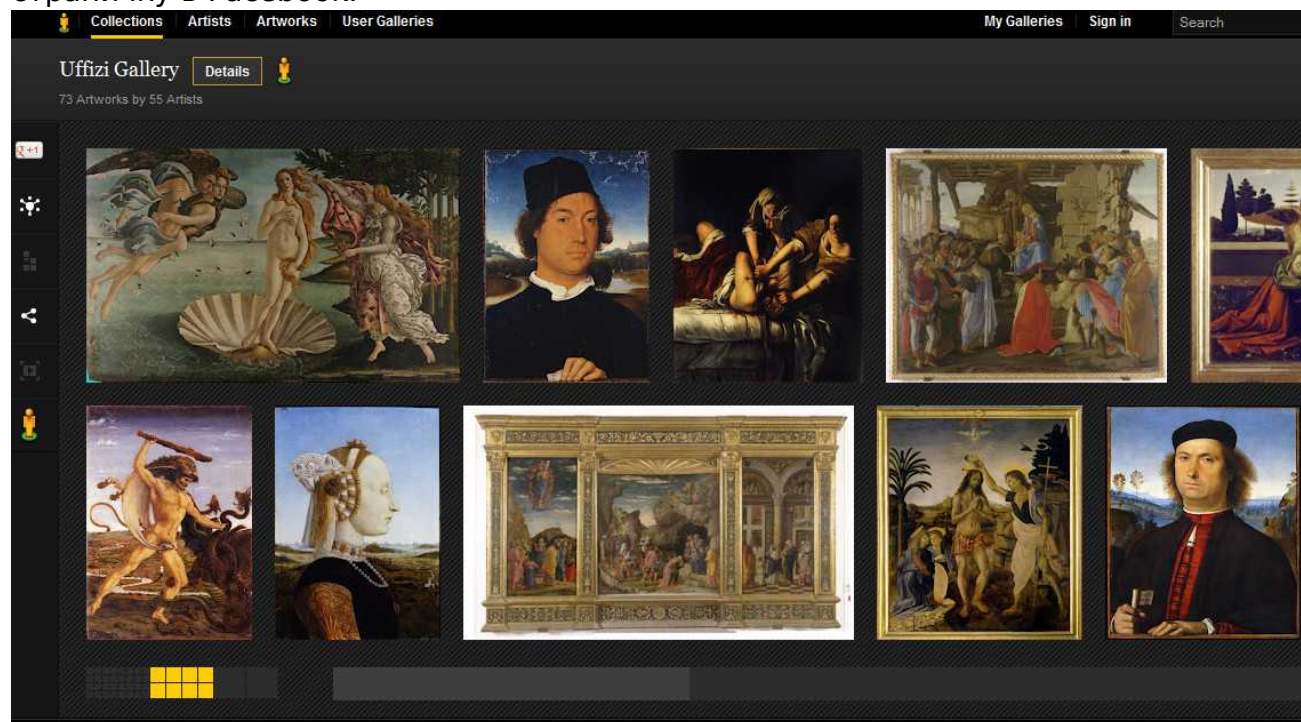 Collections Artists Artworks User Galleries My Galleries Sign in Search
Uffizi Gallery Details
73 Artworks by 55 Artists
+1